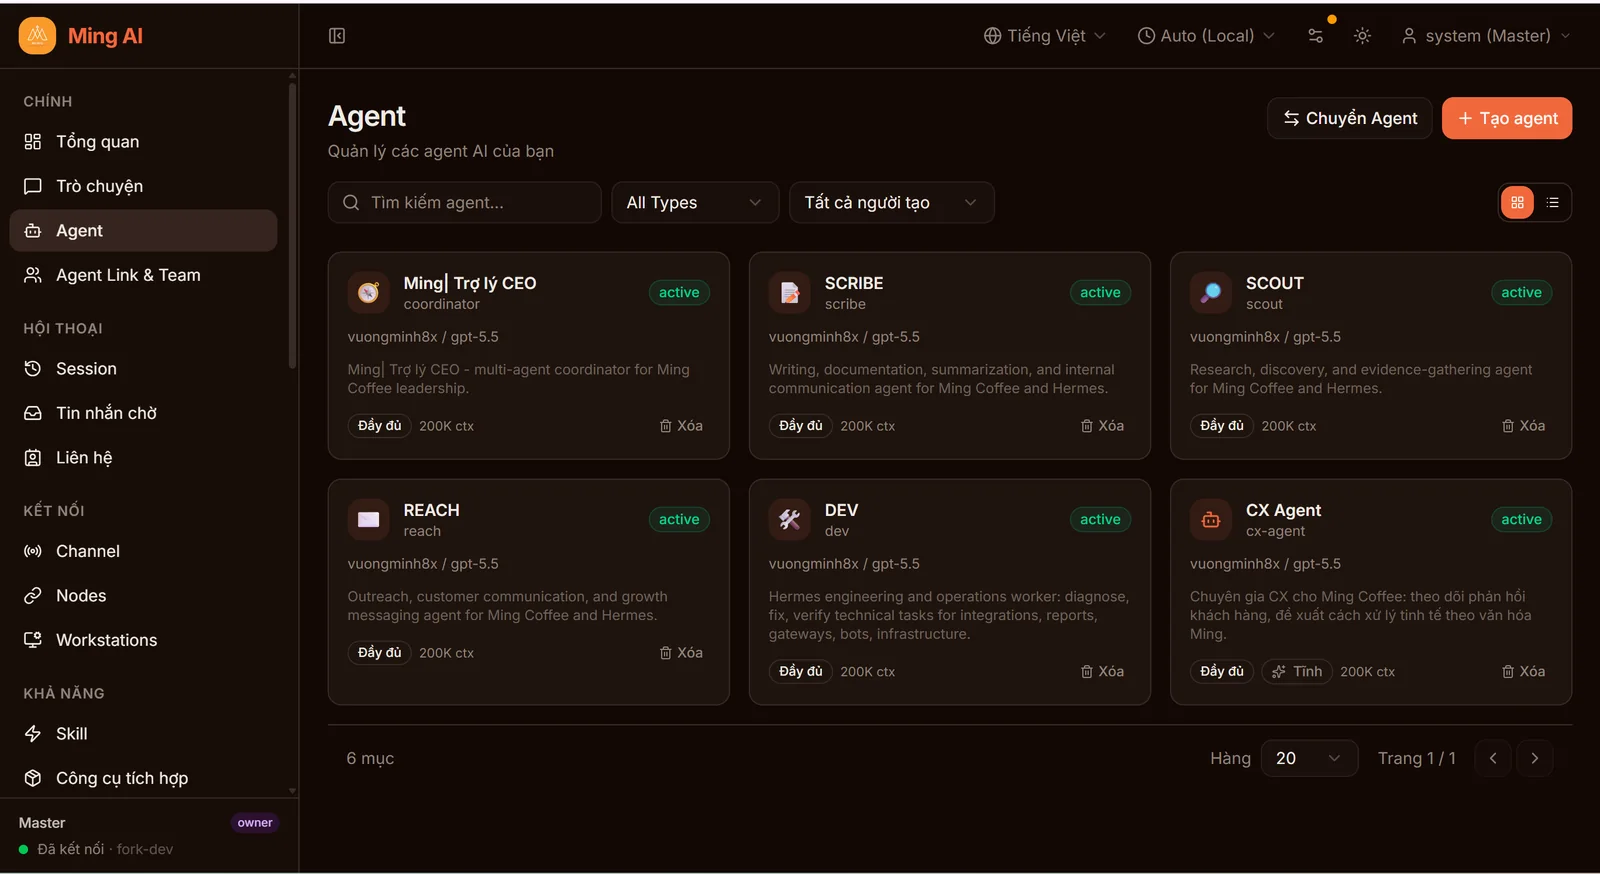 Ming AI
Tiếng Việt
Auto (Local)
system (Master)
CHÍNH
Tổng quan
Trò chuyện
Agent
Agent Link & Team
HỘI THOẠI
Session
Tin nhắn chờ
Liên hệ
KẾT NỐI
Channel
Nodes
Workstations
KHẢ NĂNG
Skill
Công cụ tích hợp
Master
owner
Đã kết nối · fork-dev
Agent
Quản lý các agent AI của bạn
Chuyển Agent
+ Tạo agent
Tìm kiếm agent...
All Types
Tất cả người tạo
Ming| Trợ lý CEO
coordinator
active
vuongminh8x / gpt-5.5
Ming| Trợ lý CEO - multi-agent coordinator for Ming
Coffee leadership.
Đầy đủ
200K ctx
Xóa
SCRIBE
scribe
active
vuongminh8x / gpt-5.5
Writing, documentation, summarization, and internal
communication agent for Ming Coffee and Hermes.
Đầy đủ
200K ctx
Xóa
SCOUT
scout
active
vuongminh8x / gpt-5.5
Research, discovery, and evidence-gathering agent
for Ming Coffee and Hermes.
Đầy đủ
200K ctx
Xóa
REACH
reach
active
vuongminh8x / gpt-5.5
Outreach, customer communication, and growth
messaging agent for Ming Coffee and Hermes.
Đầy đủ
200K ctx
Xóa
DEV
dev
active
vuongminh8x / gpt-5.5
Hermes engineering and operations worker: diagnose,
fix, verify technical tasks for integrations, reports,
gateways, bots, infrastructure.
Đầy đủ
200K ctx
Xóa
CX Agent
cx-agent
active
vuongminh8x / gpt-5.5
Chuyên gia CX cho Ming Coffee: theo dõi phản hồi
khách hàng, đề xuất cách xử lý tinh tế theo văn hóa
Ming.
Đầy đủ
Tĩnh
200K ctx
Xóa
6 mục
Hàng
20
Trang 1 / 1